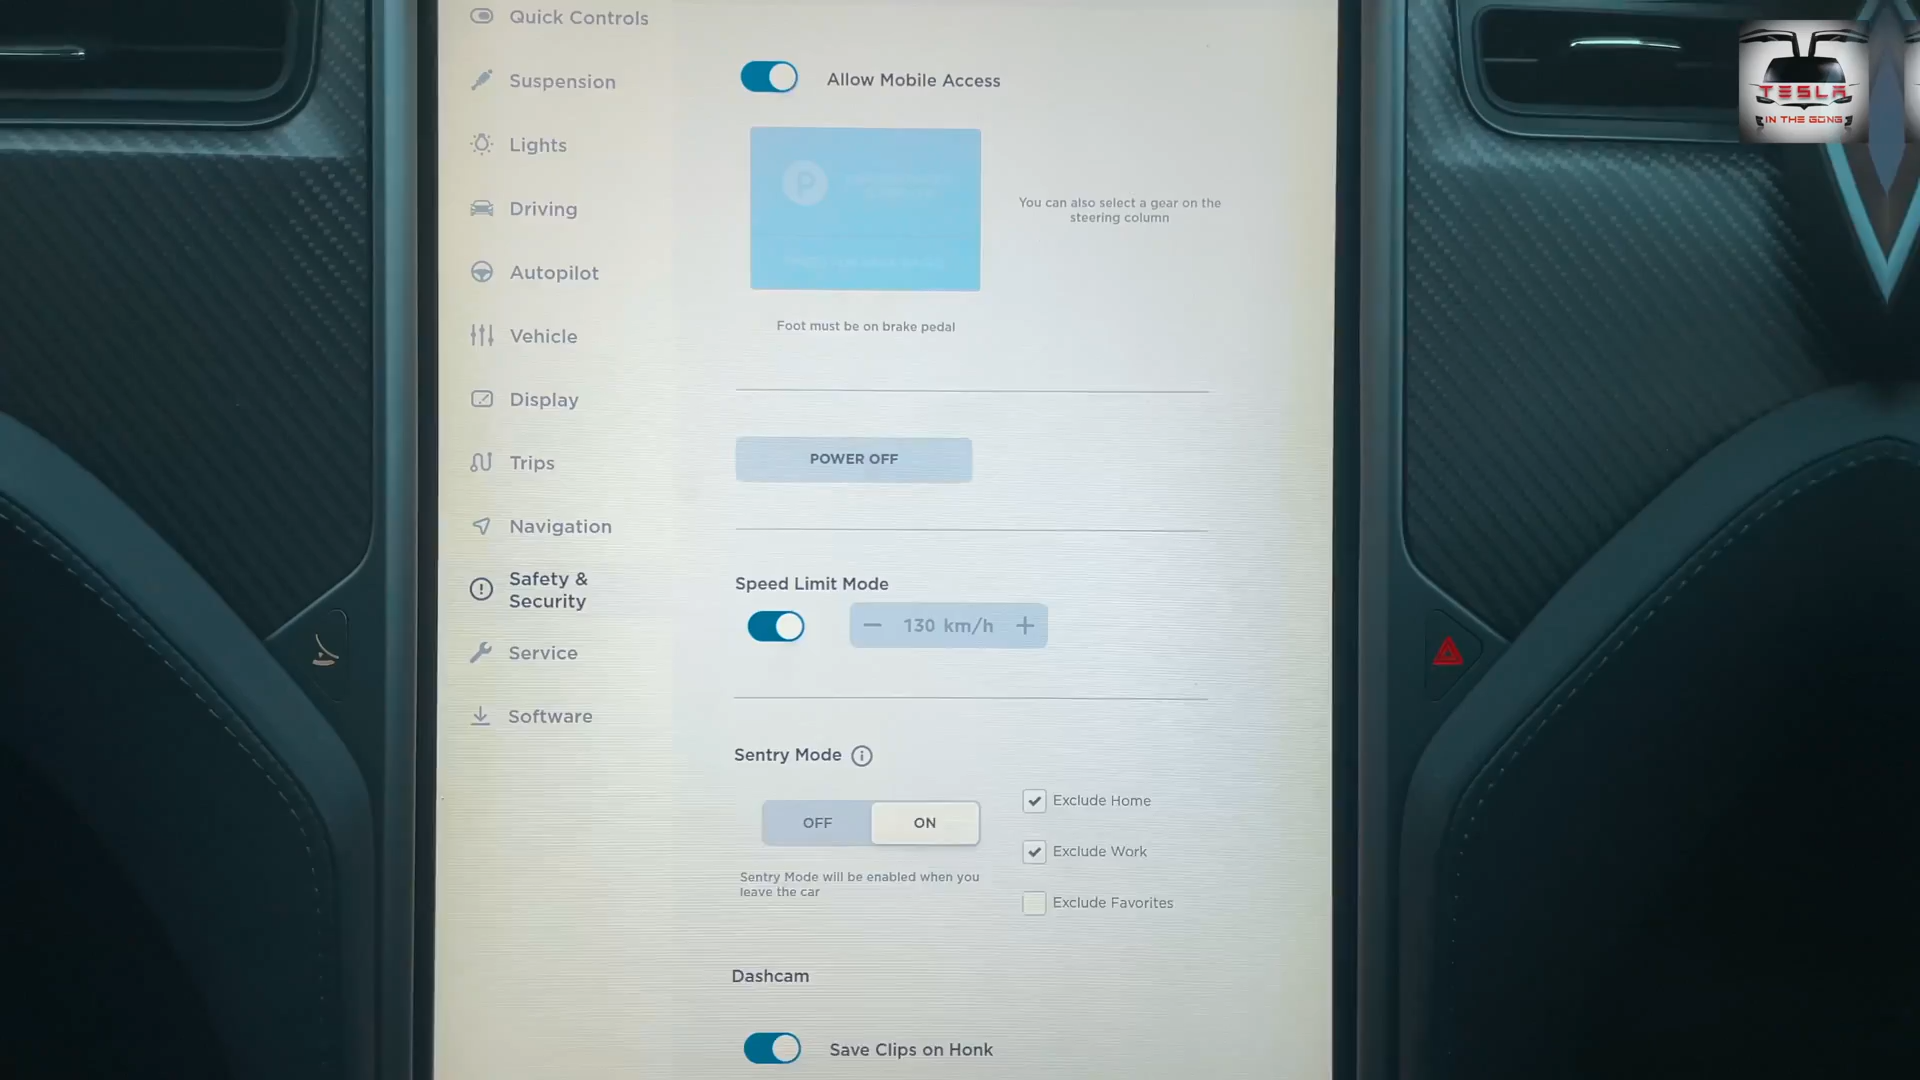 Quick Controls
Suspension
Lights
Driving
Autopilot
Vehicle
Display
Trips
Navigation
Safety &
Security
Service
Software
Allow Mobile Access
P
You can also select a gear on the
steering column
Foot must be on brake pedal
POWER OFF
Speed Limit Mode
130 km/h
Sentry Mode
OFF
ON
Sentry Mode will be enabled when you
leave the car
Exclude Home
Exclude Work
Exclude Favorites
Dashcam
Save Clips on Honk
TESLA
IN THE GONG